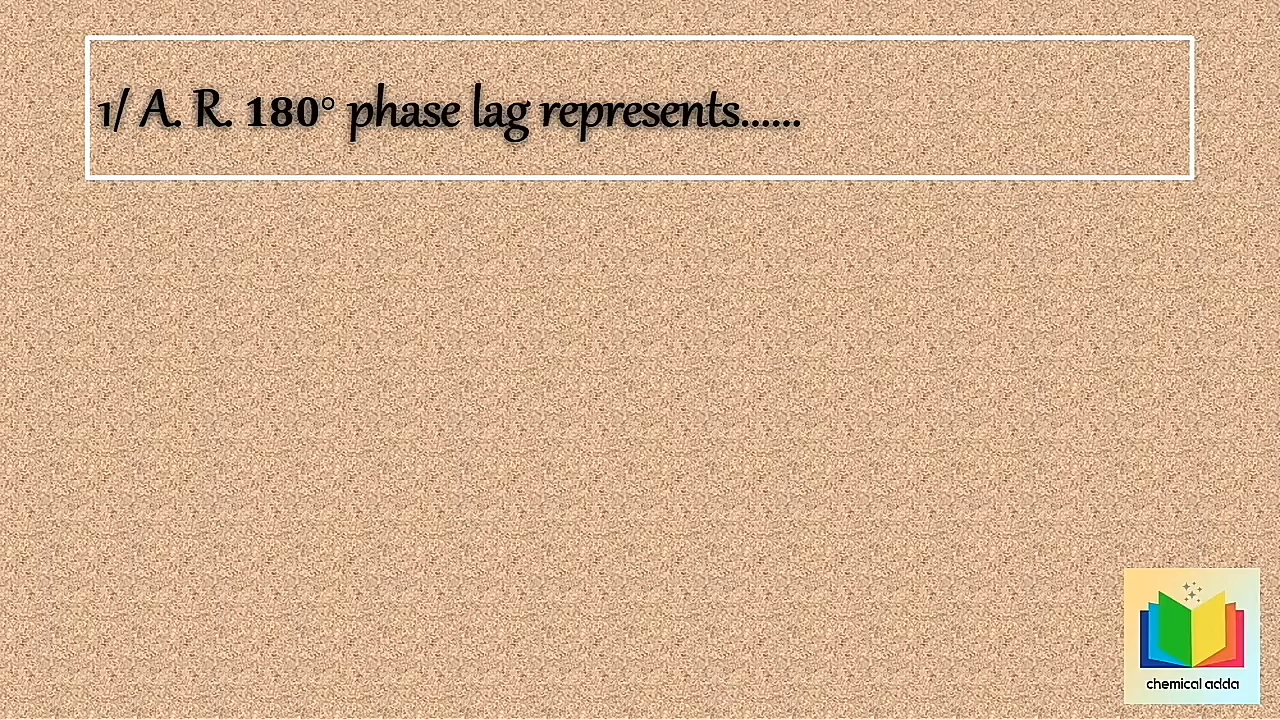 1/ A. R. 180° phase lag represents......
chemical adda